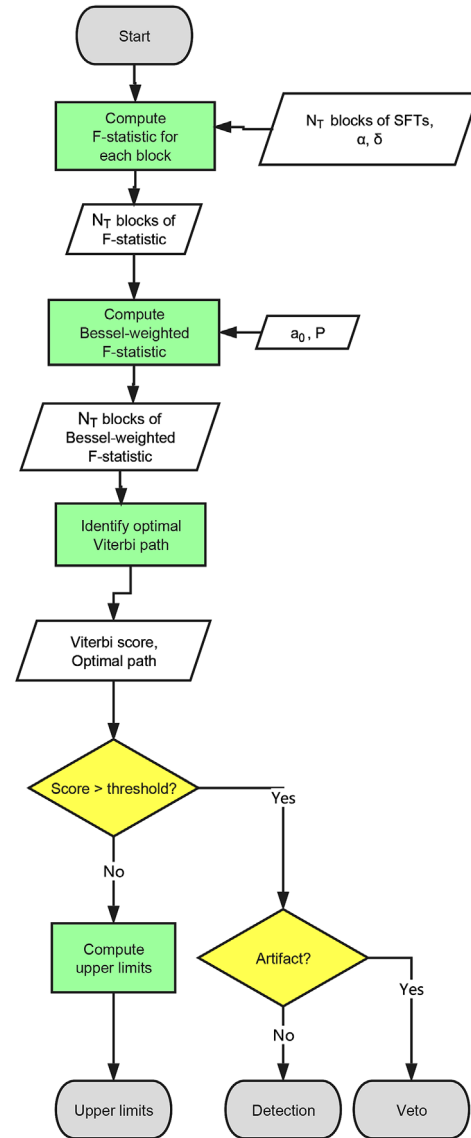 Start
Compute
F-statistic for
each block
N_T blocks of SFTs,
α, δ
N_T blocks of
F-statistic
Compute
Bessel-weighted
F-statistic
a_0, P
N_T blocks of
Bessel-weighted
F-statistic
Identify optimal
Viterbi path
Viterbi score,
Optimal path
Score > threshold?
Yes
No
Compute
upper limits
Artifact?
Yes
No
Upper limits
Detection
Veto